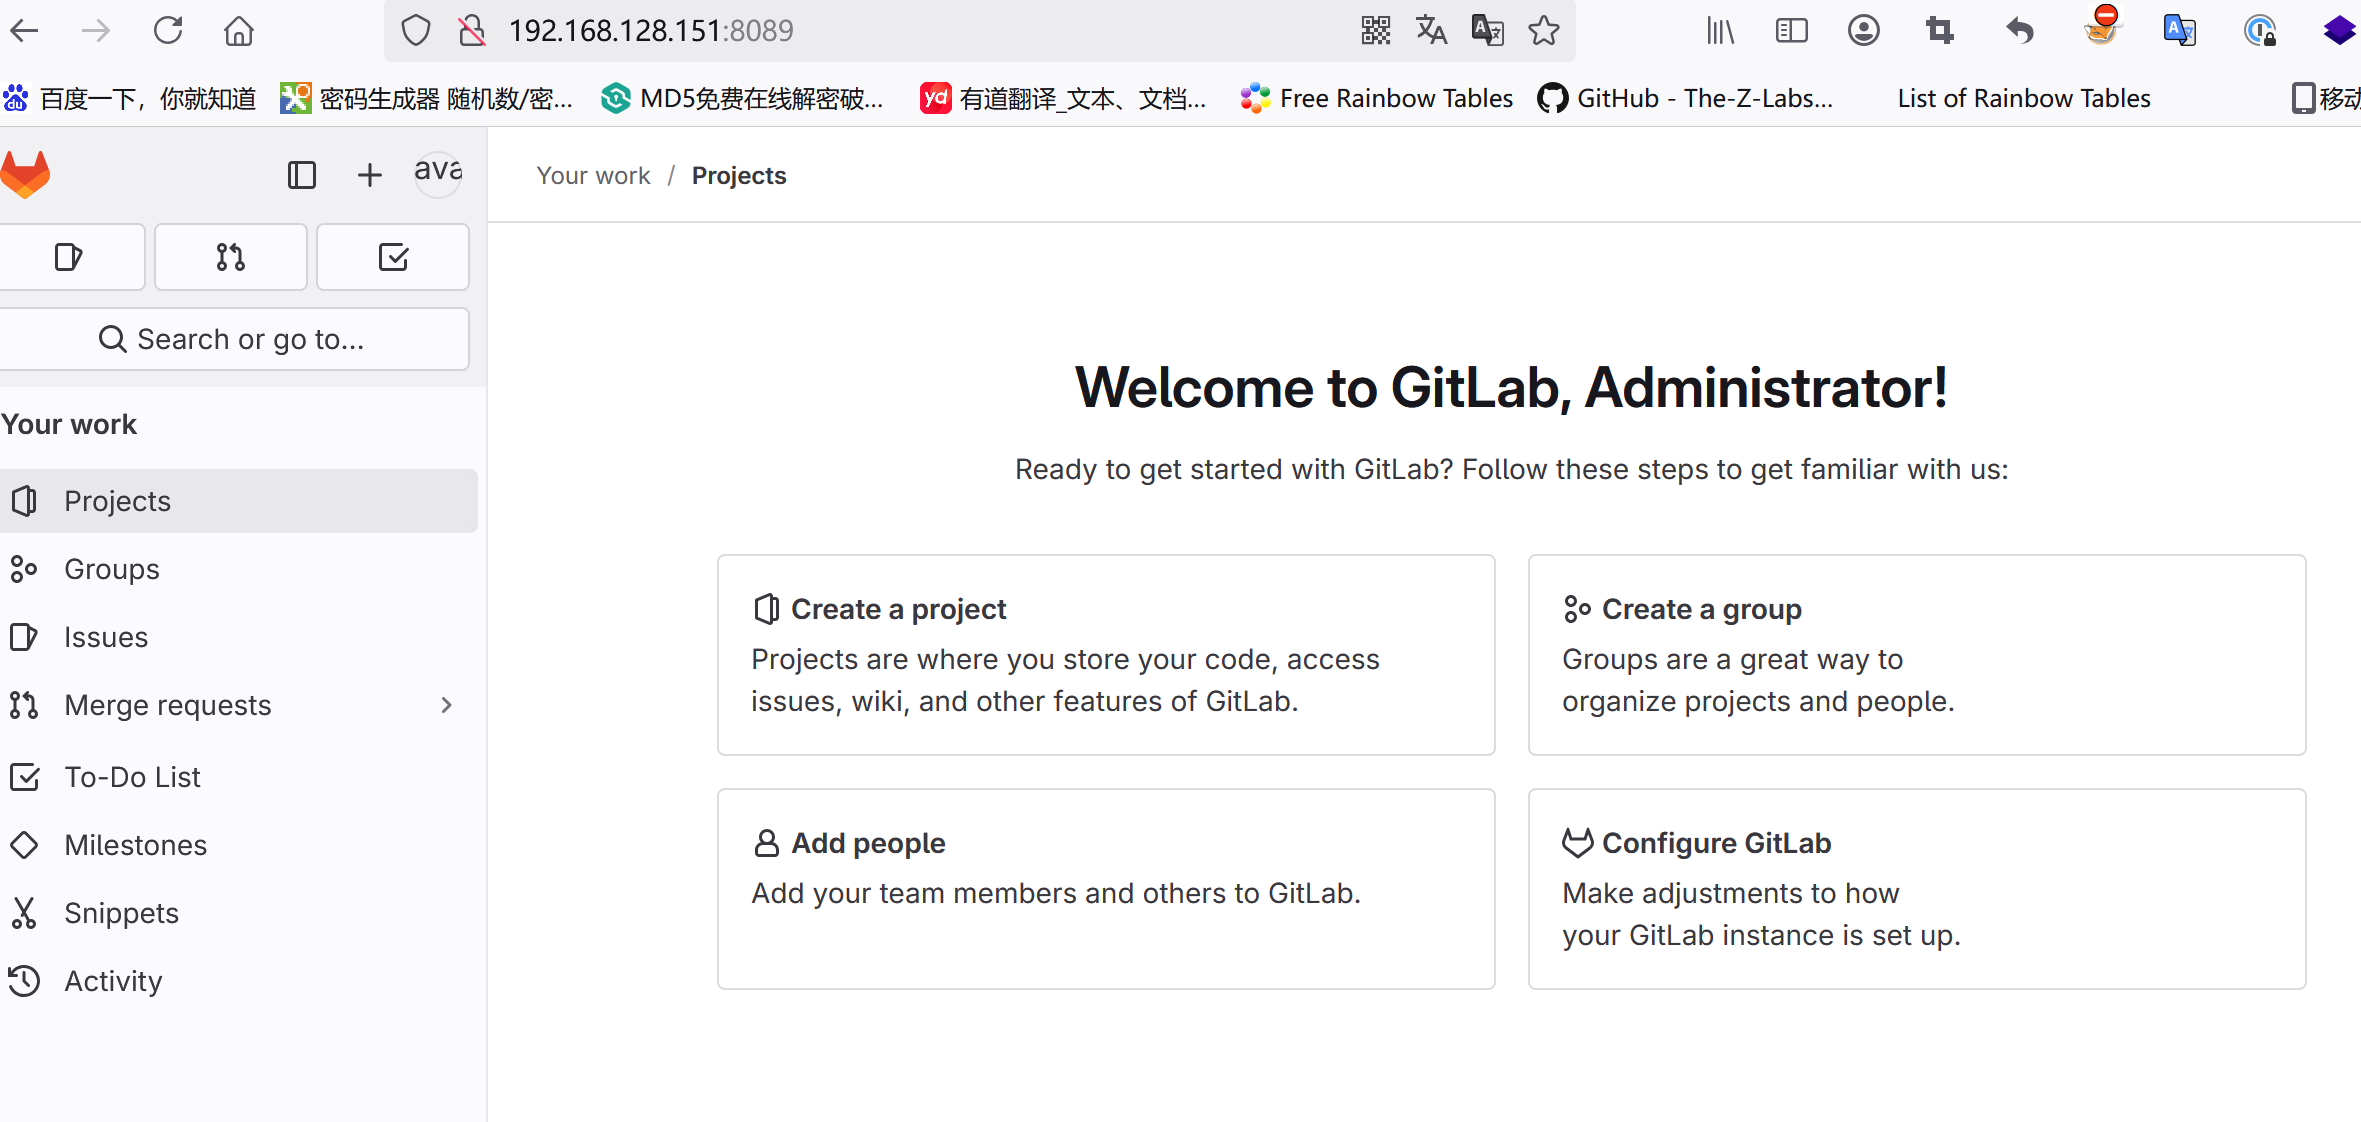 192.168.128.151:8089
百度一下，你就知道 密码生成器 随机数/密... MD5免费在线解密破... 有道翻译_文本、文档... Free Rainbow Tables GitHub - The-Z-Labs... List of Rainbow Tables 移动
ava
Your work / Projects
Search or go to...
Your work
Projects
Groups
Issues
Merge requests
To-Do List
Milestones
Snippets
Activity
Welcome to GitLab, Administrator!
Ready to get started with GitLab? Follow these steps to get familiar with us:
Create a project
Projects are where you store your code, access
issues, wiki, and other features of GitLab.
Create a group
Groups are a great way to
organize projects and people.
Add people
Add your team members and others to GitLab.
Configure GitLab
Make adjustments to how
your GitLab instance is set up.